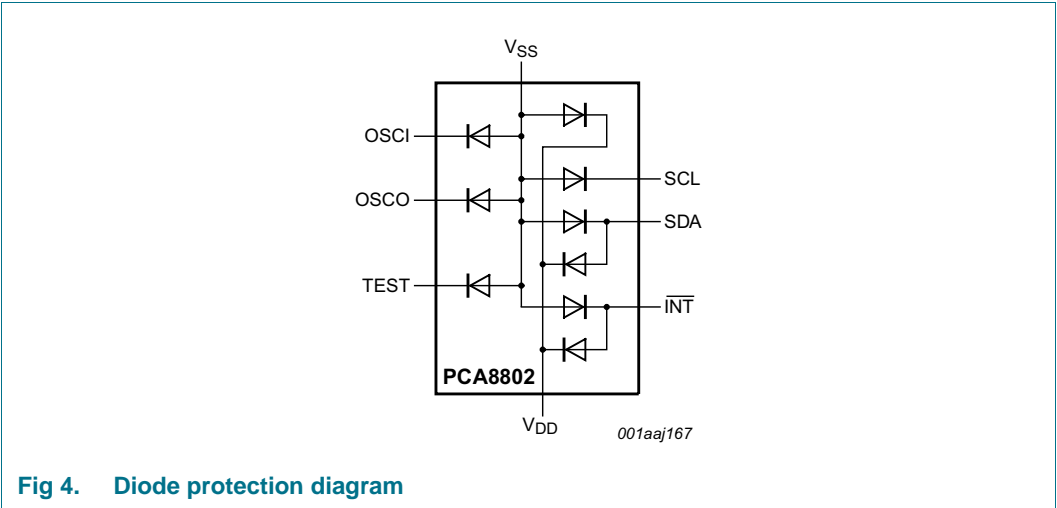 VSS
OSCI
SCL
OSCO
SDA
TEST
INT
PCA8802
VDD
001aaj167
Fig 4. Diode protection diagram